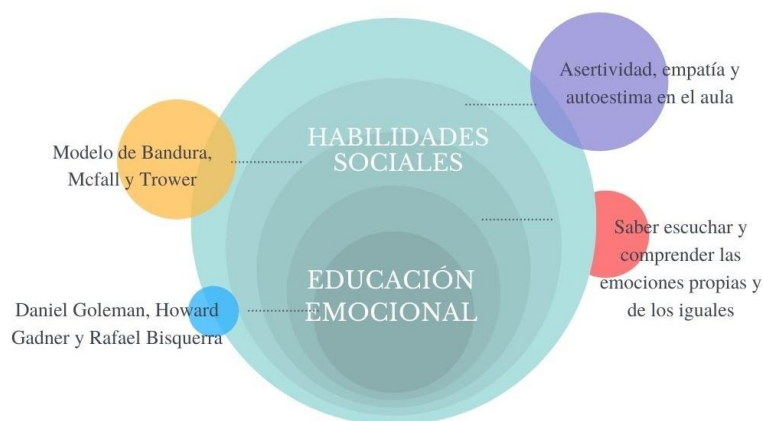 Asertividad, empatía y
autoestima en el aula
HABILIDADES
SOCIALES
Modelo de Bandura,
Mcfall y Trower
Saber escuchar y
comprender las
emociones propias y
de los iguales
EDUCACIÓN
EMOCIONAL
Daniel Goleman, Howard
Gadner y Rafael Bisquerra